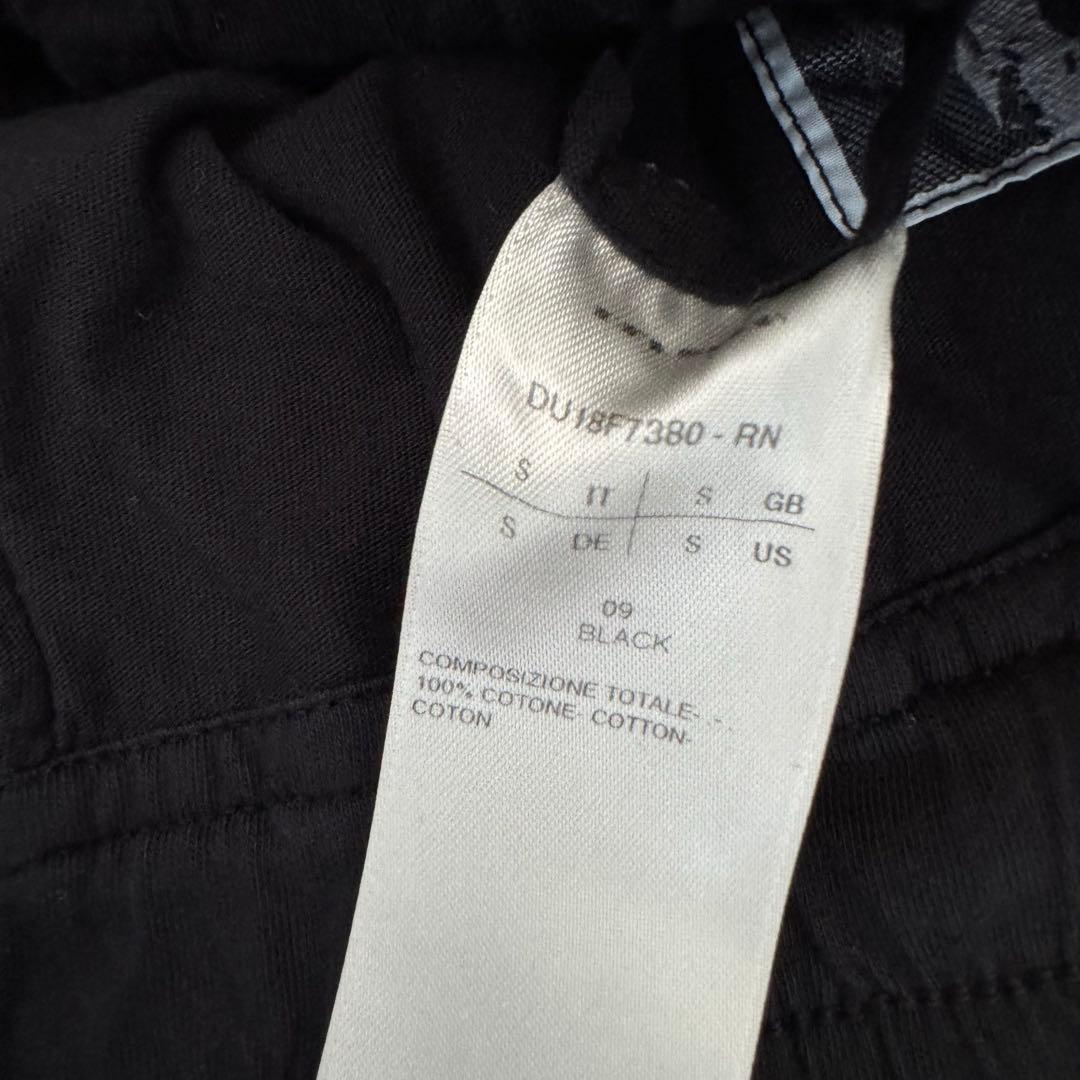 DU18F7380 - RN
S IT S GB
S DE S US
09
BLACK
COMPOSIZIONE TOTALE- -
100% COTONE- COTTON-
COTON